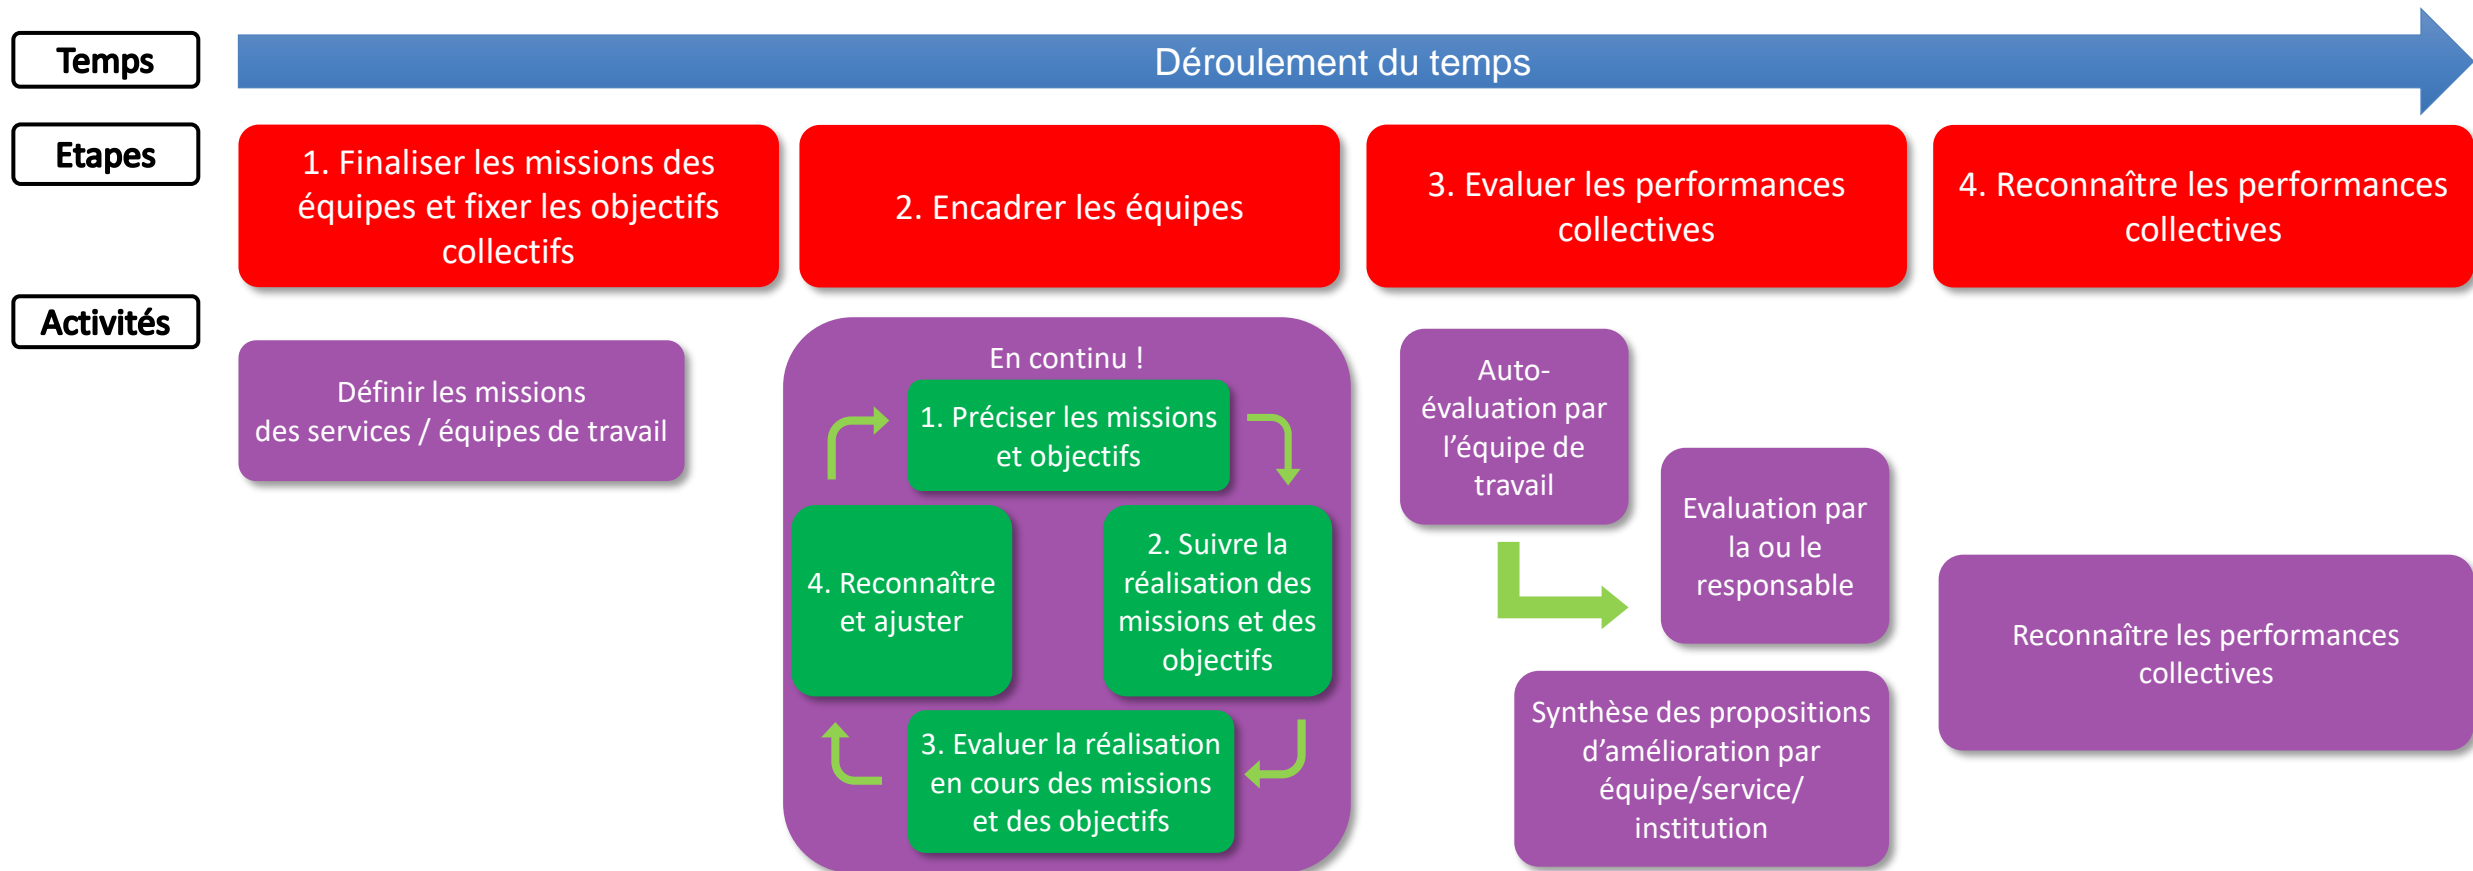 Temps
Déroulement du temps
Etapes
1. Finaliser les missions des
équipes et fixer les objectifs
collectifs
2. Encadrer les équipes
3. Evaluer les performances
collectives
4. Reconnaître les performances
collectives
Activités
Définir les missions
des services / équipes de travail
En continu !
1. Préciser les missions
et objectifs
2. Suivre la
réalisation des
missions et des
objectifs
3. Evaluer la réalisation
en cours des missions
et des objectifs
4. Reconnaître
et ajuster
Auto-
évaluation par
l’équipe de
travail
Evaluation par
la ou le
responsable
Synthèse des propositions
d’amélioration par
équipe/service/
institution
Reconnaître les performances
collectives